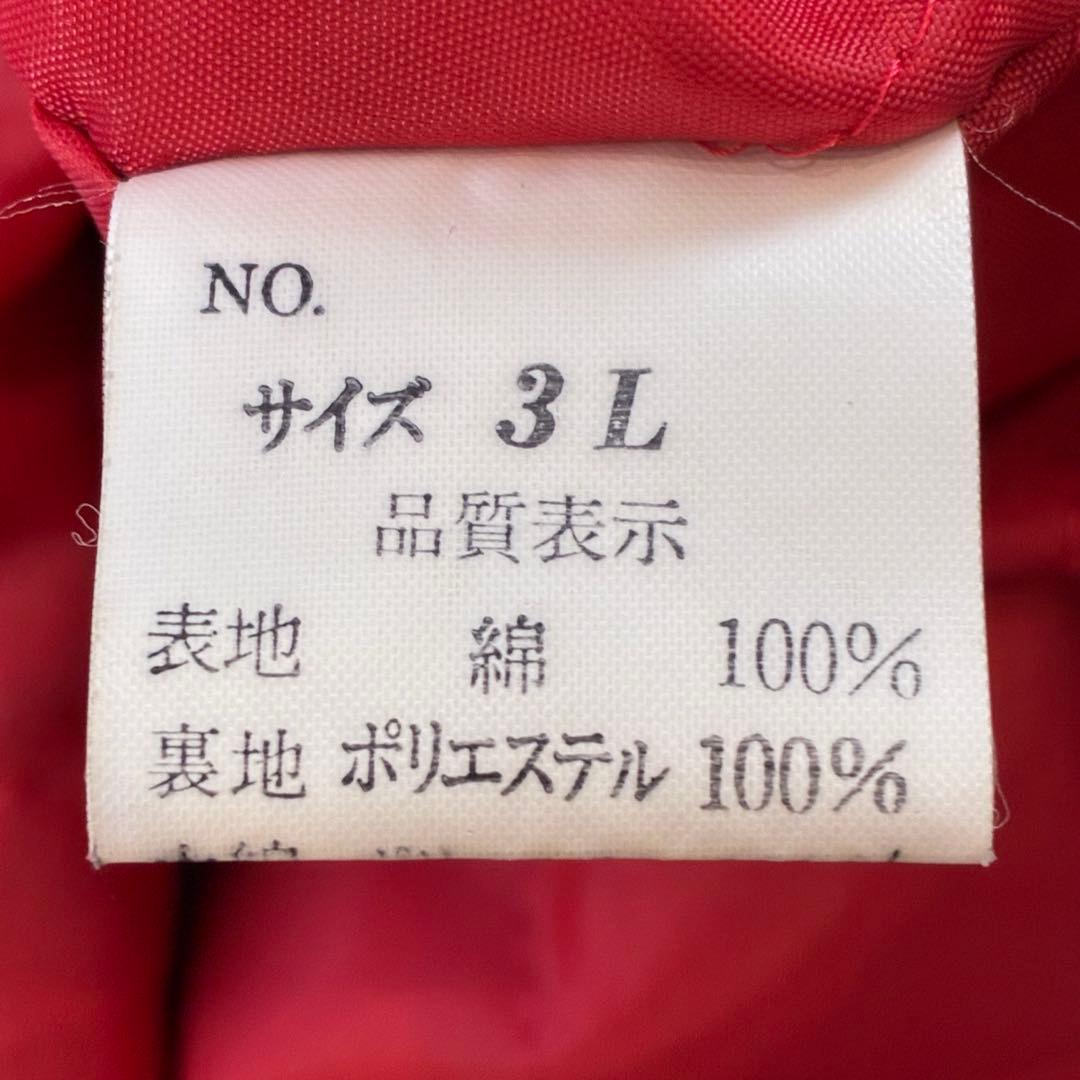 NO.
サイズ 3L
品質表示
表地 綿 100%
裏地 ポリエステル 100%